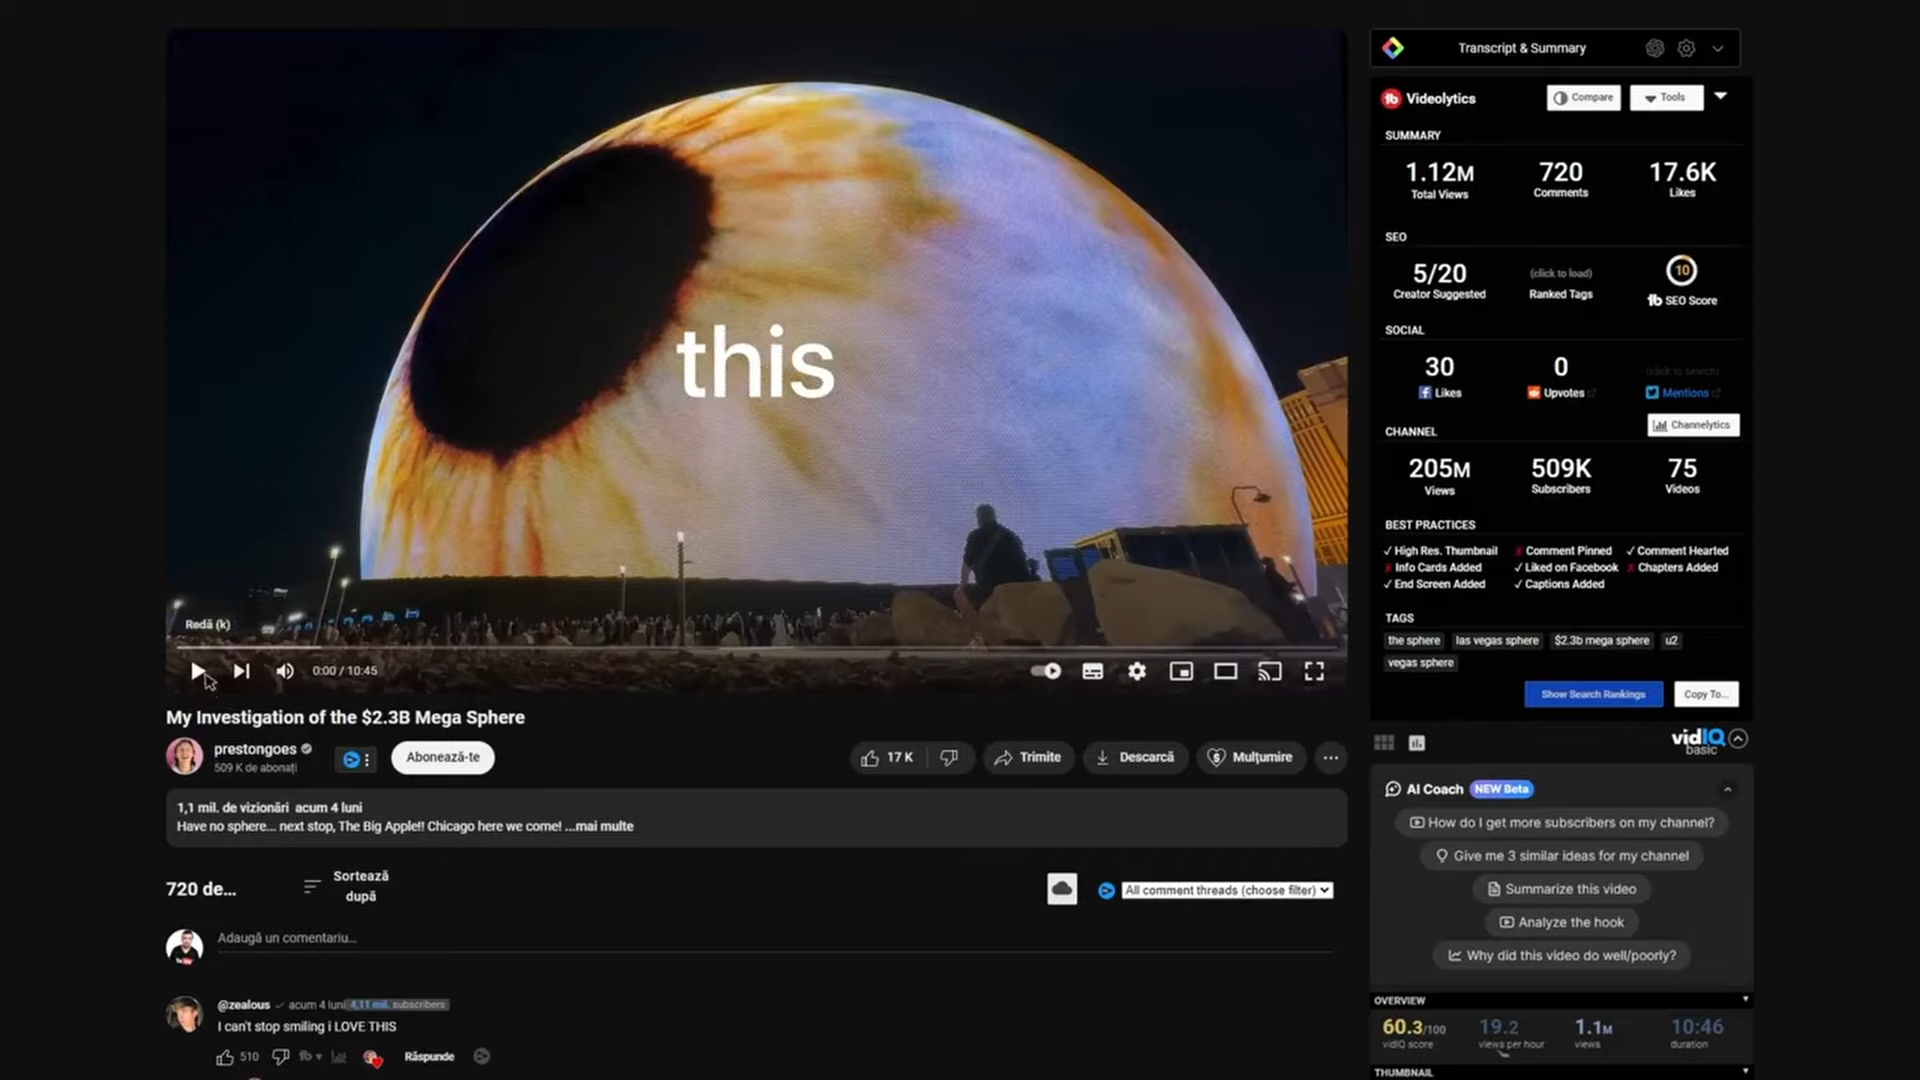 this
Redă (k)
0:00 / 10:45
My Investigation of the $2.3B Mega Sphere
prestongoes
509 K de abonați
Abonează-te
17 K
Trimite
Descarcă
Mulțumire
1,1 mil. de vizionări acum 4 luni
Have no sphere... next stop, The Big Apple!! Chicago here we come! ...mai multe
720 de...
Sortează
după
All comment threads (choose filter)
Adaugă un comentariu...
@zealous acum 4 luni 4,11 mil. subscribers
I can't stop smiling i LOVE THIS
510
Răspunde
Transcript & Summary
Videolytics
Compare
Tools
SUMMARY
1.12M 720 17.6K
Total Views Comments Likes
SEO
5/20 (click to load) 10
Creator Suggested Ranked Tags tb SEO Score
SOCIAL
30 0 (click to search)
Likes Upvotes Mentions
CHANNEL
Channelytics
205M 509K 75
Views Subscribers Videos
BEST PRACTICES
✓ High Res. Thumbnail x Comment Pinned ✓ Comment Hearted
x Info Cards Added ✓ Liked on Facebook x Chapters Added
✓ End Screen Added ✓ Captions Added
TAGS
the sphere las vegas sphere $2.3b mega sphere u2
vegas sphere
Show Search Rankings
Copy To...
vidIQ
basic
AI Coach NEW Beta
How do I get more subscribers on my channel?
Give me 3 similar ideas for my channel
Summarize this video
Analyze the hook
Why did this video do well/poorly?
OVERVIEW
60.3/100 19.2 1.1M 10:46
vidIQ score views per hour views duration
THUMBNAIL